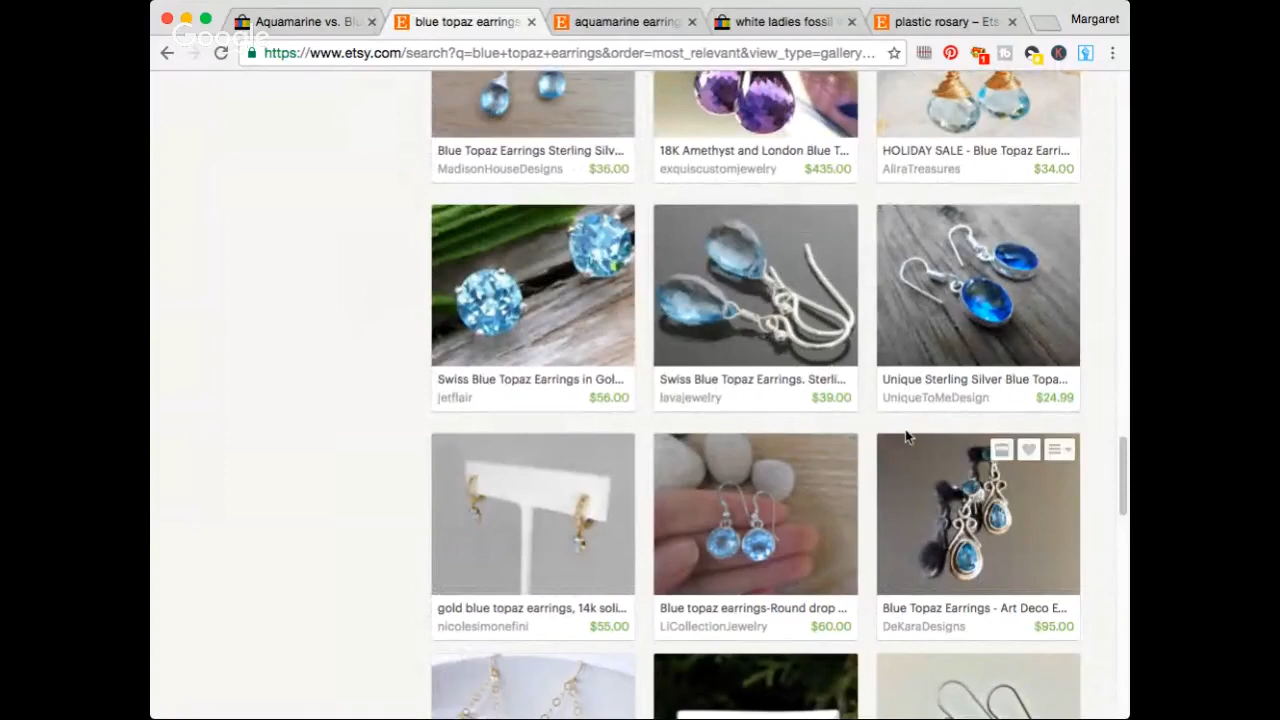 Aquamarine vs. Blu
blue topaz earrings
aquamarine earring
white ladies fossil w
plastic rosary – Ets
Margaret
Google
https://www.etsy.com/search?q=blue+topaz+earrings&order=most_relevant&view_type=gallery...
1
Blue Topaz Earrings Sterling Silv...
MadisonHouseDesigns $36.00
18K Amethyst and London Blue T...
exquiscustomjewelry $435.00
HOLIDAY SALE - Blue Topaz Earri...
AliraTreasures $34.00
Swiss Blue Topaz Earrings in Gol...
jetflair $56.00
Swiss Blue Topaz Earrings. Sterli...
lavajewelry $39.00
Unique Sterling Silver Blue Topa...
UniqueToMeDesign $24.99
gold blue topaz earrings, 14k soli...
nicolesimonefini $55.00
Blue topaz earrings-Round drop ...
LiCollectionJewelry $60.00
Blue Topaz Earrings - Art Deco E...
DeKaraDesigns $95.00